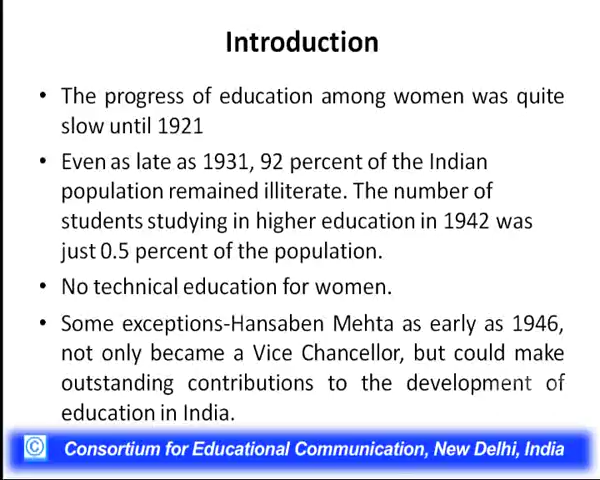 Introduction
• The progress of education among women was quite
slow until 1921
• Even as late as 1931, 92 percent of the Indian
population remained illiterate. The number of
students studying in higher education in 1942 was
just 0.5 percent of the population.
• No technical education for women.
• Some exceptions-Hansaben Mehta as early as 1946,
not only became a Vice Chancellor, but could make
outstanding contributions to the development of
education in India.
© Consortium for Educational Communication, New Delhi, India